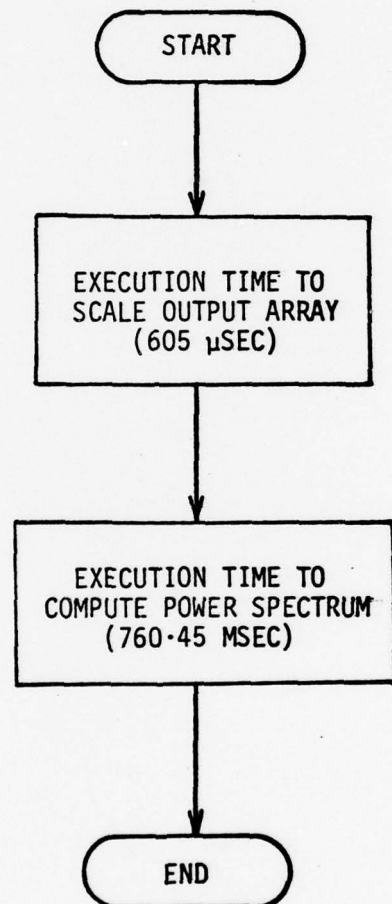 START
EXECUTION TIME TO
SCALE OUTPUT ARRAY
(605 µSEC)
EXECUTION TIME TO
COMPUTE POWER SPECTRUM
(760·45 MSEC)
END